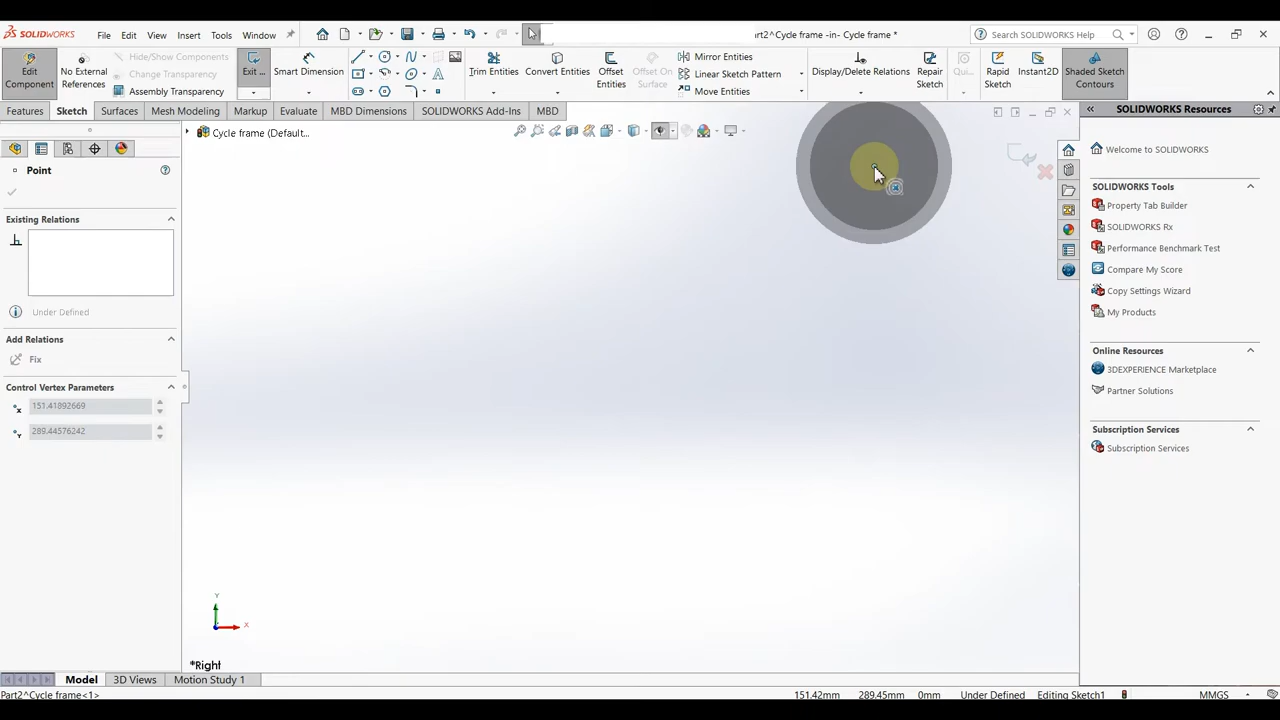 SOLIDWORKS
File Edit View Insert Tools Window
Part2^Cycle frame -in- Cycle frame *
Search SOLIDWORKS Help
Edit Component
No External References
Hide/Show Components
Change Transparency
Assembly Transparency
Exit ...
Smart Dimension
Trim Entities
Convert Entities
Offset Entities
Offset On Surface
Mirror Entities
Linear Sketch Pattern
Move Entities
Display/Delete Relations
Repair Sketch
Qui...
Rapid Sketch
Instant2D
Shaded Sketch Contours
Features Sketch Surfaces Mesh Modeling Markup Evaluate MBD Dimensions SOLIDWORKS Add-Ins MBD
Cycle frame (Default...
Point
Existing Relations
Under Defined
Add Relations
Fix
Control Vertex Parameters
151.41892669
289.44576242
Y
X
*Right
SOLIDWORKS Resources
Welcome to SOLIDWORKS
SOLIDWORKS Tools
Property Tab Builder
SOLIDWORKS Rx
Performance Benchmark Test
Compare My Score
Copy Settings Wizard
My Products
Online Resources
3DEXPERIENCE Marketplace
Partner Solutions
Subscription Services
Subscription Services
Model 3D Views Motion Study 1
Part2^Cycle frame<1>
151.42mm 289.45mm 0mm Under Defined Editing Sketch1 MMGS